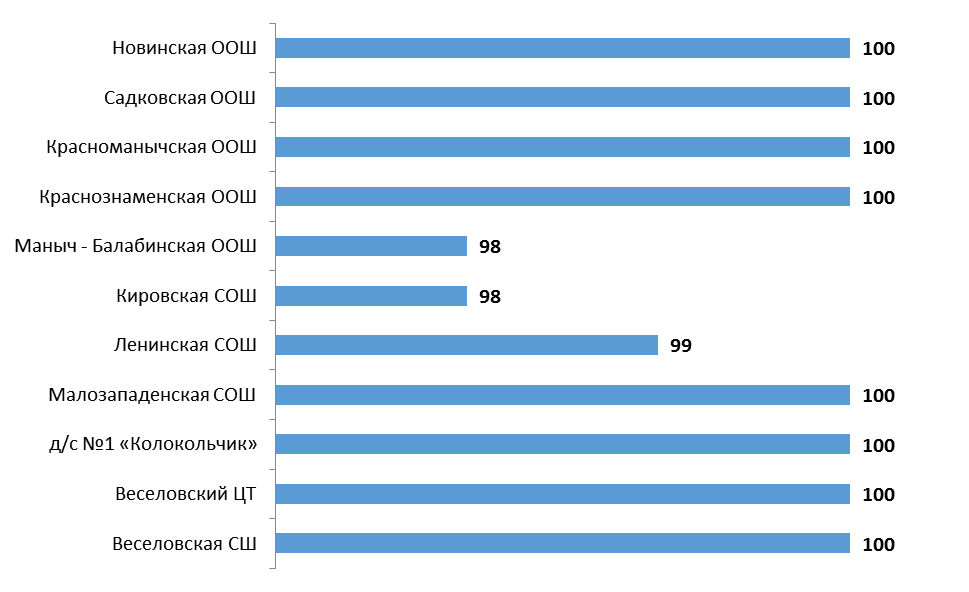 Новинская ООШ 100
Садковская ООШ 100
Красноманычская ООШ 100
Краснознаменская ООШ 100
Маныч - Балабинская ООШ 98
Кировская СОШ 98
Ленинская СОШ 99
Малозападенская СОШ 100
д/с №1 «Колокольчик» 100
Веселовский ЦТ 100
Веселовская СШ 100